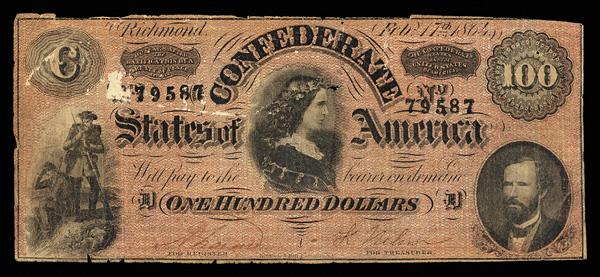 Richmond, Feb. 17th 1864.
CONFEDERATE
C
100
No 79587
No 79587
States of America
Will pay to the bearer on demand
ONE HUNDRED DOLLARS
FOR REGISTER
FOR TREASURER